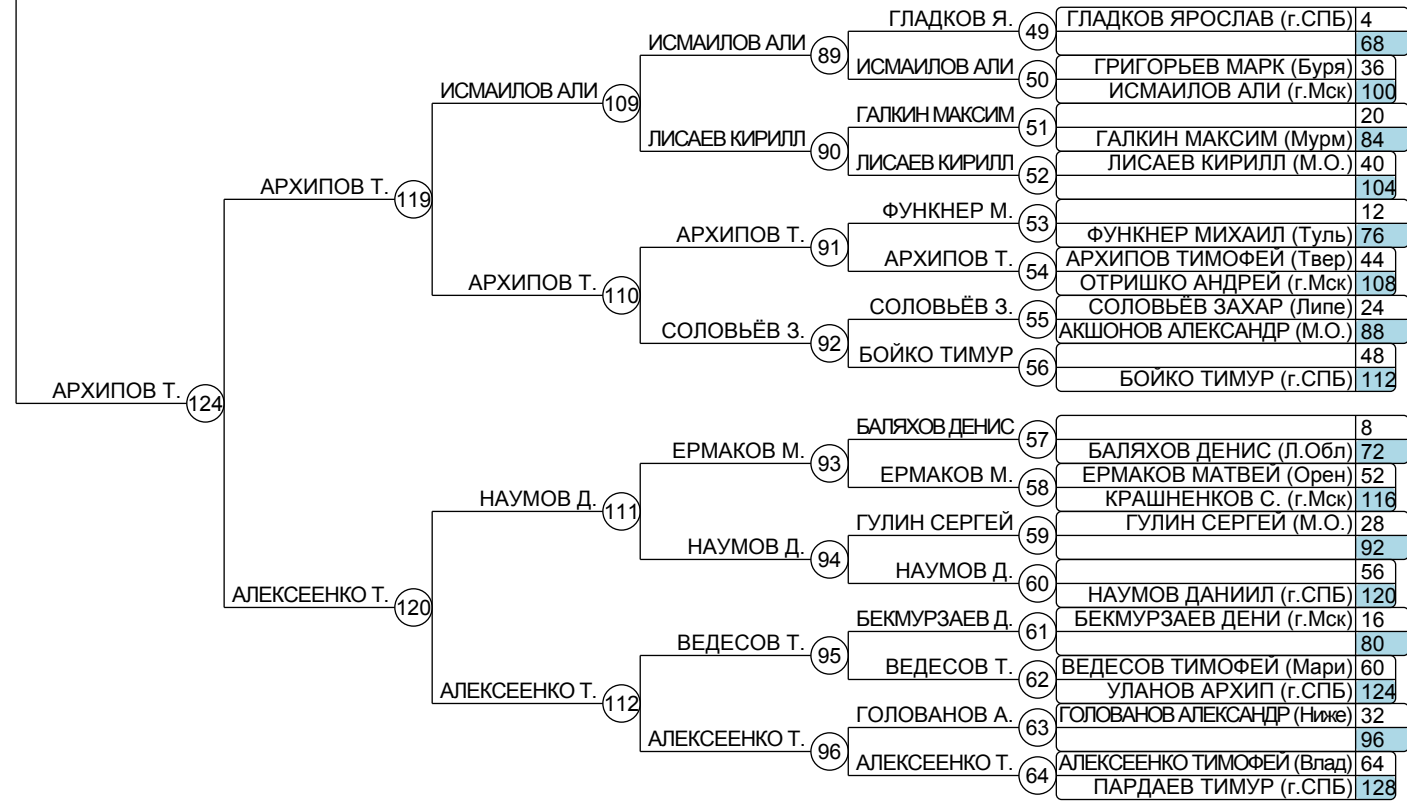 ГЛАДКОВ Я. 49 ГЛАДКОВ ЯРОСЛАВ (г.СПБ) 4
ИСМАИЛОВ АЛИ 89 68
ИСМАИЛОВ АЛИ 50 ГРИГОРЬЕВ МАРК (Буря) 36
ИСМАИЛОВ АЛИ 109 ИСМАИЛОВ АЛИ (г.Мск) 100
ГАЛКИН МАКСИМ 51 20
ЛИСАЕВ КИРИЛЛ 90 ГАЛКИН МАКСИМ (Мурм) 84
ЛИСАЕВ КИРИЛЛ 52 ЛИСАЕВ КИРИЛЛ (М.О.) 40
АРХИПОВ Т. 119 104
ФУНКНЕР М. 53 12
АРХИПОВ Т. 91 ФУНКНЕР МИХАИЛ (Туль) 76
АРХИПОВ Т. 54 АРХИПОВ ТИМОФЕЙ (Твер) 44
АРХИПОВ Т. 110 ОТРИШКО АНДРЕЙ (г.Мск) 108
СОЛОВЬЁВ З. 55 СОЛОВЬЁВ ЗАХАР (Липе) 24
СОЛОВЬЁВ З. 92 АКШОНОВ АЛЕКСАНДР (М.О.) 88
БОЙКО ТИМУР 56 48
БОЙКО ТИМУР (г.СПБ) 112
АРХИПОВ Т. 124
БАЛЯХОВ ДЕНИС 57 8
ЕРМАКОВ М. 93 БАЛЯХОВ ДЕНИС (Л.Обл) 72
ЕРМАКОВ М. 58 ЕРМАКОВ МАТВЕЙ (Орен) 52
НАУМОВ Д. 111 КРАШНЕНКОВ С. (г.Мск) 116
ГУЛИН СЕРГЕЙ 59 ГУЛИН СЕРГЕЙ (М.О.) 28
НАУМОВ Д. 94 92
НАУМОВ Д. 60 56
АЛЕКСЕЕНКО Т. 120 НАУМОВ ДАНИИЛ (г.СПБ) 120
БЕКМУРЗАЕВ Д. 61 БЕКМУРЗАЕВ ДЕНИ (г.Мск) 16
ВЕДЕСОВ Т. 95 80
ВЕДЕСОВ Т. 62 ВЕДЕСОВ ТИМОФЕЙ (Мари) 60
АЛЕКСЕЕНКО Т. 112 УЛАНОВ АРХИП (г.СПБ) 124
ГОЛОВАНОВ А. 63 ГОЛОВАНОВ АЛЕКСАНДР (Ниже) 32
АЛЕКСЕЕНКО Т. 96 96
АЛЕКСЕЕНКО Т. 64 АЛЕКСЕЕНКО ТИМОФЕЙ (Влад) 64
ПАРДАЕВ ТИМУР (г.СПБ) 128